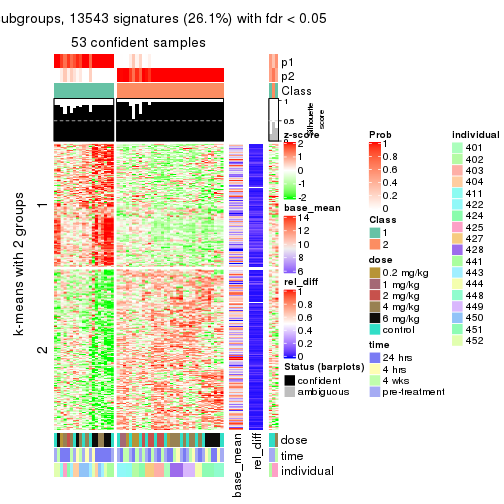 ubgroups, 13543 signatures (26.1%) with fdr < 0.05
53 confident samples
p1
p2
Class
1
0.5
0
Silhouette
score
z-score
2
1
0
-1
-2
base_mean
14
12
10
8
6
rel_diff
1
0.8
0.6
0.4
0.2
0
Status (barplots)
confident
ambiguous
Prob
1
0.8
0.6
0.4
0.2
0
Class
1
2
dose
0.2 mg/kg
1 mg/kg
2 mg/kg
4 mg/kg
6 mg/kg
control
time
24 hrs
4 hrs
4 wks
pre-treatment
individual
401
402
403
404
411
422
424
425
427
428
441
443
444
448
449
450
451
452
k-means with 2 groups
1
2
dose
time
individual
base_mean
rel_diff